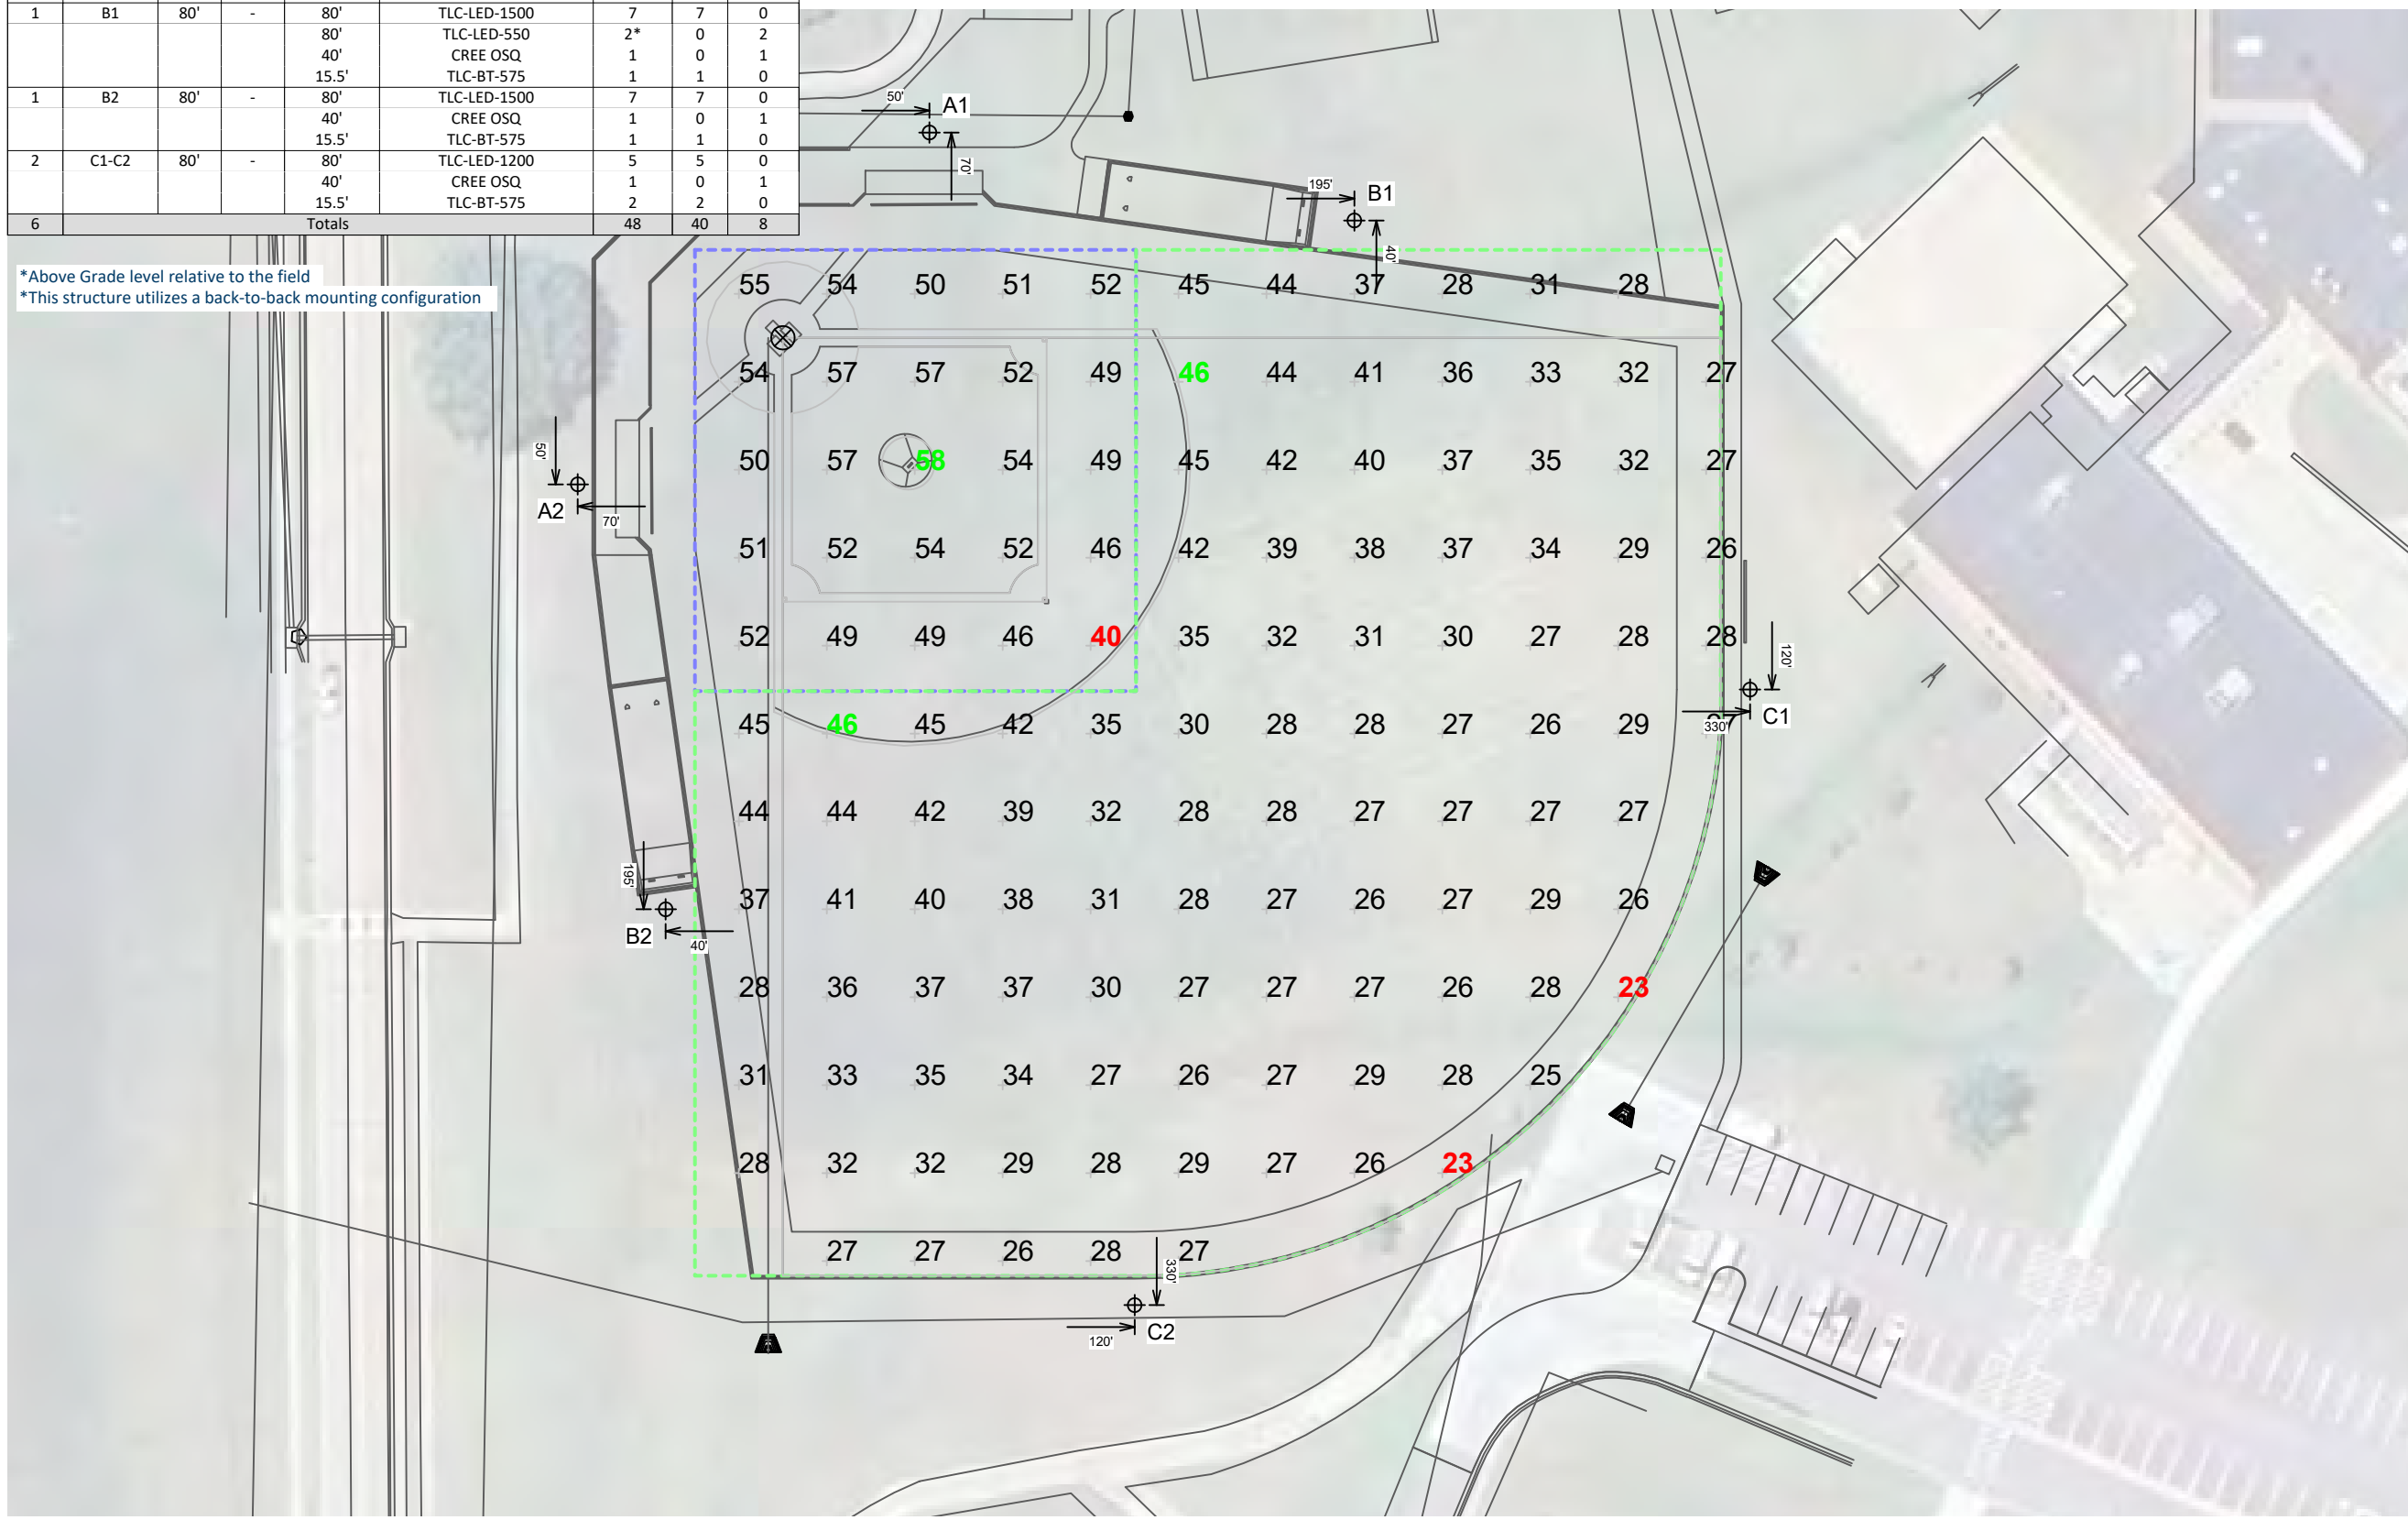 1 B1 80' - 80' TLC-LED-1500 7 7 0
80' TLC-LED-550 2* 0 2
40' CREE OSQ 1 0 1
15.5' TLC-BT-575 1 1 0
1 B2 80' - 80' TLC-LED-1500 7 7 0
40' CREE OSQ 1 0 1
15.5' TLC-BT-575 1 1 0
2 C1-C2 80' - 80' TLC-LED-1200 5 5 0
40' CREE OSQ 1 0 1
15.5' TLC-BT-575 2 2 0
6 Totals 48 40 8
*Above Grade level relative to the field
*This structure utilizes a back-to-back mounting configuration
50' A1
70'
195' B1
40'
55 54 50 51 52 45 44 37 28 31 28
54 57 57 52 49 46 44 41 36 33 32 27
50 57 58 54 49 45 42 40 37 35 32 27
50'
A2 70'
51 52 54 52 46 42 39 38 37 34 29 26
52 49 49 46 40 35 32 31 30 27 28 28
120'
45 46 45 42 35 30 28 28 27 26 29 27
330' C1
44 44 42 39 32 28 28 27 27 27 27
195'
37 41 40 38 31 28 27 26 27 29 26
B2 40'
28 36 37 37 30 27 27 27 26 28 23
31 33 35 34 27 26 27 29 28 25
28 32 32 29 28 29 27 26 23
27 27 26 28 27
330'
120' C2